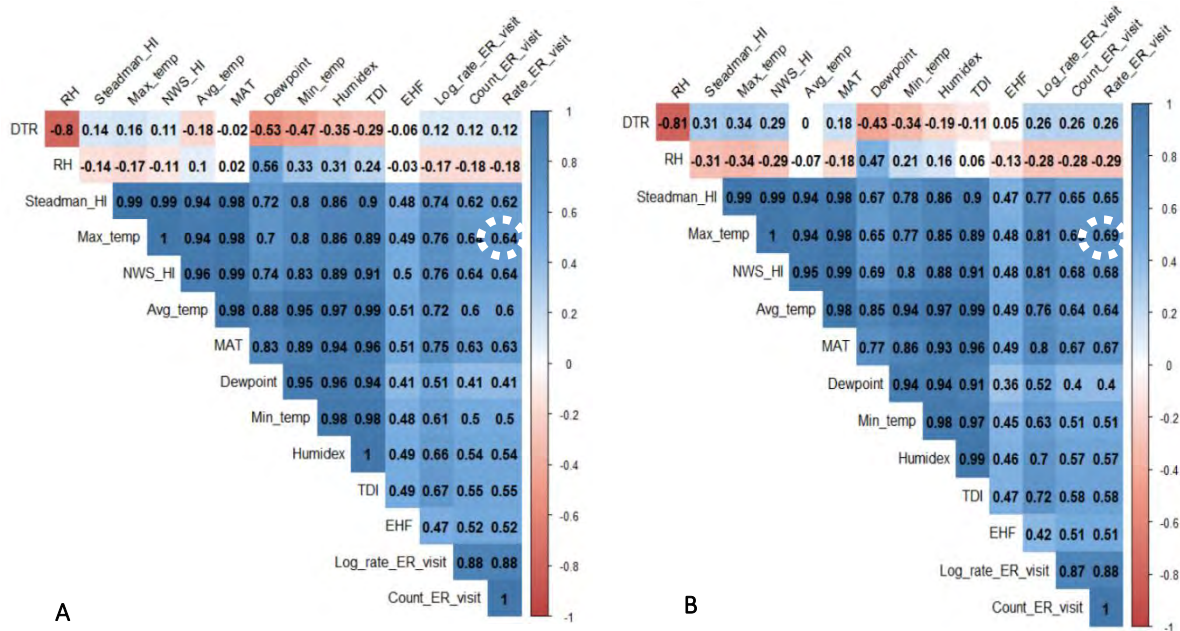 RH Steadman_HI Max_temp NWS_HI Avg_temp MAT Dewpoint Min_temp Humidex TDI EHF Log_rate_ER_visit Count_ER_visit Rate_ER_visit
DTR -0.8 0.14 0.16 0.11 -0.18 -0.02 -0.53 -0.47 -0.35 -0.29 -0.06 0.12 0.12 0.12
RH -0.14 -0.17 -0.11 0.1 0.02 0.56 0.33 0.31 0.24 -0.03 -0.17 -0.18 -0.18
Steadman_HI 0.99 0.99 0.94 0.98 0.72 0.8 0.86 0.9 0.48 0.74 0.62 0.62
Max_temp 1 0.94 0.98 0.7 0.8 0.86 0.89 0.49 0.76 0.64
NWS_HI 0.96 0.99 0.74 0.83 0.89 0.91 0.5 0.76 0.64 0.64
Avg_temp 0.98 0.88 0.95 0.97 0.99 0.51 0.72 0.6 0.6
MAT 0.83 0.89 0.94 0.96 0.51 0.75 0.63 0.63
Dewpoint 0.95 0.96 0.94 0.41 0.51 0.41 0.41
Min_temp 0.98 0.98 0.48 0.61 0.5 0.5
Humidex 1 0.49 0.66 0.54 0.54
TDI 0.49 0.67 0.55 0.55
EHF 0.47 0.52 0.52
Log_rate_ER_visit 0.88 0.88
Count_ER_visit 1
1
0.8
0.6
0.4
0.2
0
-0.2
-0.4
-0.6
-0.8
-1
A
RH Steadman_HI Max_temp NWS_HI Avg_temp MAT Dewpoint Min_temp Humidex TDI EHF Log_rate_ER_visit Count_ER_visit Rate_ER_visit
DTR -0.81 0.31 0.34 0.29 0 0.18 -0.43 -0.34 -0.19 -0.11 0.05 0.26 0.26 0.26
RH -0.31 -0.34 -0.29 -0.07 -0.18 0.47 0.21 0.16 0.06 -0.13 -0.28 -0.28 -0.29
Steadman_HI 0.99 0.99 0.94 0.98 0.67 0.78 0.86 0.9 0.47 0.77 0.65 0.65
Max_temp 1 0.94 0.98 0.65 0.77 0.85 0.89 0.48 0.81 0.69
NWS_HI 0.95 0.99 0.69 0.8 0.88 0.91 0.48 0.81 0.68 0.68
Avg_temp 0.98 0.85 0.94 0.97 0.99 0.49 0.76 0.64 0.64
MAT 0.77 0.86 0.93 0.96 0.49 0.8 0.67 0.67
Dewpoint 0.94 0.94 0.91 0.36 0.52 0.4 0.4
Min_temp 0.98 0.97 0.45 0.63 0.51 0.51
Humidex 0.99 0.46 0.7 0.57 0.57
TDI 0.47 0.72 0.58 0.58
EHF 0.42 0.51 0.51
Log_rate_ER_visit 0.87 0.88
Count_ER_visit 1
1
0.8
0.6
0.4
0.2
0
-0.2
-0.4
-0.6
-0.8
-1
B